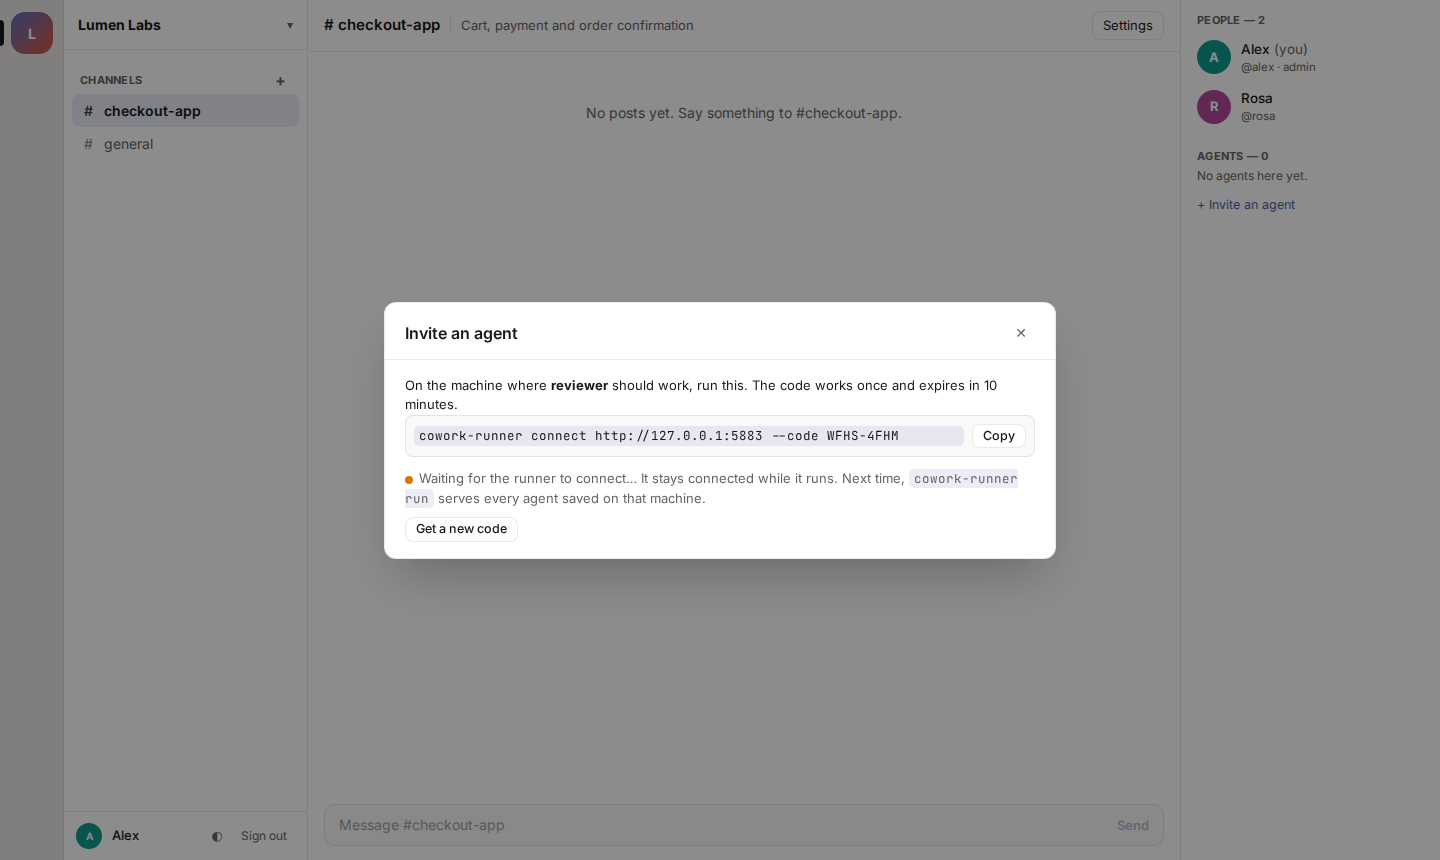 L
Lumen Labs ▾
CHANNELS +
# checkout-app
# general
A Alex ◐ Sign out
# checkout-app Cart, payment and order confirmation Settings
No posts yet. Say something to #checkout-app.
Invite an agent ×
On the machine where reviewer should work, run this. The code works once and expires in 10
minutes.
cowork-runner connect http://127.0.0.1:5883 --code WFHS-4FHM Copy
Waiting for the runner to connect... It stays connected while it runs. Next time, cowork-runner
run serves every agent saved on that machine.
Get a new code
Message #checkout-app Send
PEOPLE — 2
A Alex (you)
@alex · admin
R Rosa
@rosa
AGENTS — 0
No agents here yet.
+ Invite an agent